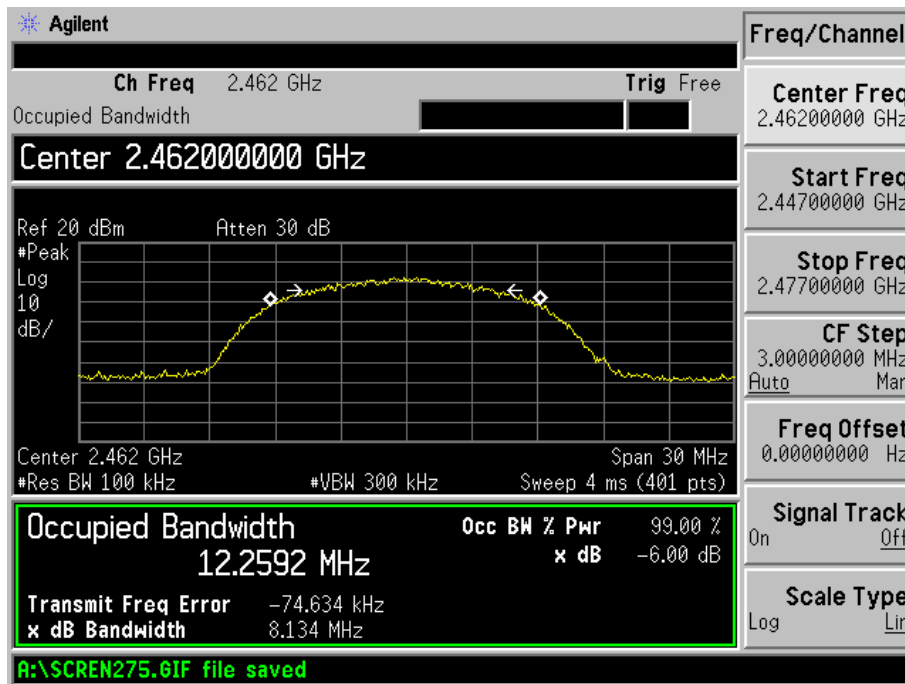 Agilent
Freq/Channel
Ch Freq 2.462 GHz Trig Free
Occupied Bandwidth
Center 2.462000000 GHz
Ref 20 dBm Atten 30 dB
#Peak
Log
10
dB/
Center 2.462 GHz Span 30 MHz
#Res BW 100 kHz #VBW 300 kHz Sweep 4 ms (401 pts)
Occupied Bandwidth
12.2592 MHz
Occ BW % Pwr 99.00 %
x dB -6.00 dB
Transmit Freq Error -74.634 kHz
x dB Bandwidth 8.134 MHz
A:\SCREN275.GIF file saved
Center Freq
2.46200000 GHz
Start Freq
2.44700000 GHz
Stop Freq
2.47700000 GHz
CF Step
3.00000000 MHz
Auto Man
Freq Offset
0.00000000 Hz
Signal Track
On Off
Scale Type
Log Lin